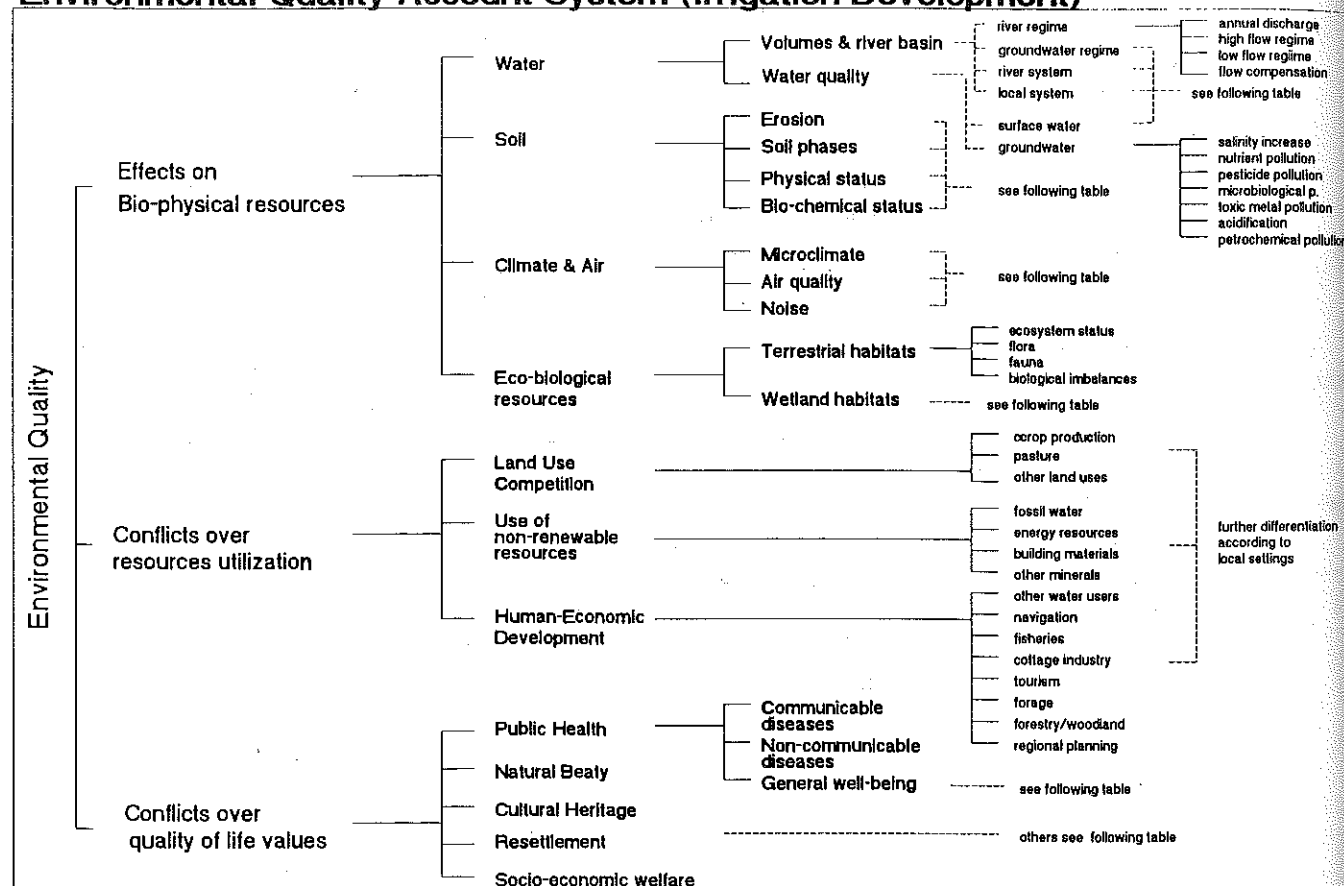 Environmental Quality Account System (Irrigation Development)
Environmental Quality
Effects on
Bio-physical resources
Water
Volumes & river basin
river regime
annual discharge
high flow regime
low flow regiime
flow compensation
groundwater regime
river system
local system
see following table
Water quality
surface water
groundwater
salinity increase
nutrient pollution
pesticide pollution
microbiological p.
toxic metal pollution
acidification
petrochemical pollution
Soil
Erosion
Soil phases
Physical status
Bio-chemical status
see following table
Climate & Air
Microclimate
Air quality
Noise
see following table
Eco-biological
resources
Terrestrial habitats
ecosystem status
flora
fauna
biological imbalances
Wetland habitats
see following table
Conflicts over
resources utilization
Land Use
Competition
ccrop production
pasture
other land uses
Use of
non-renewable
resources
fossil water
energy resources
building materials
other minerals
Human-Economic
Development
other water users
navigation
fisheries
cottage industry
tourism
forage
forestry/woodland
regional planning
further differentiation
according to
local settings
Conflicts over
quality of life values
Public Health
Communicable
diseases
Non-communicable
diseases
General well-being
see following table
Natural Beaty
Cultural Heritage
Resettlement
others see following table
Socio-economic welfare